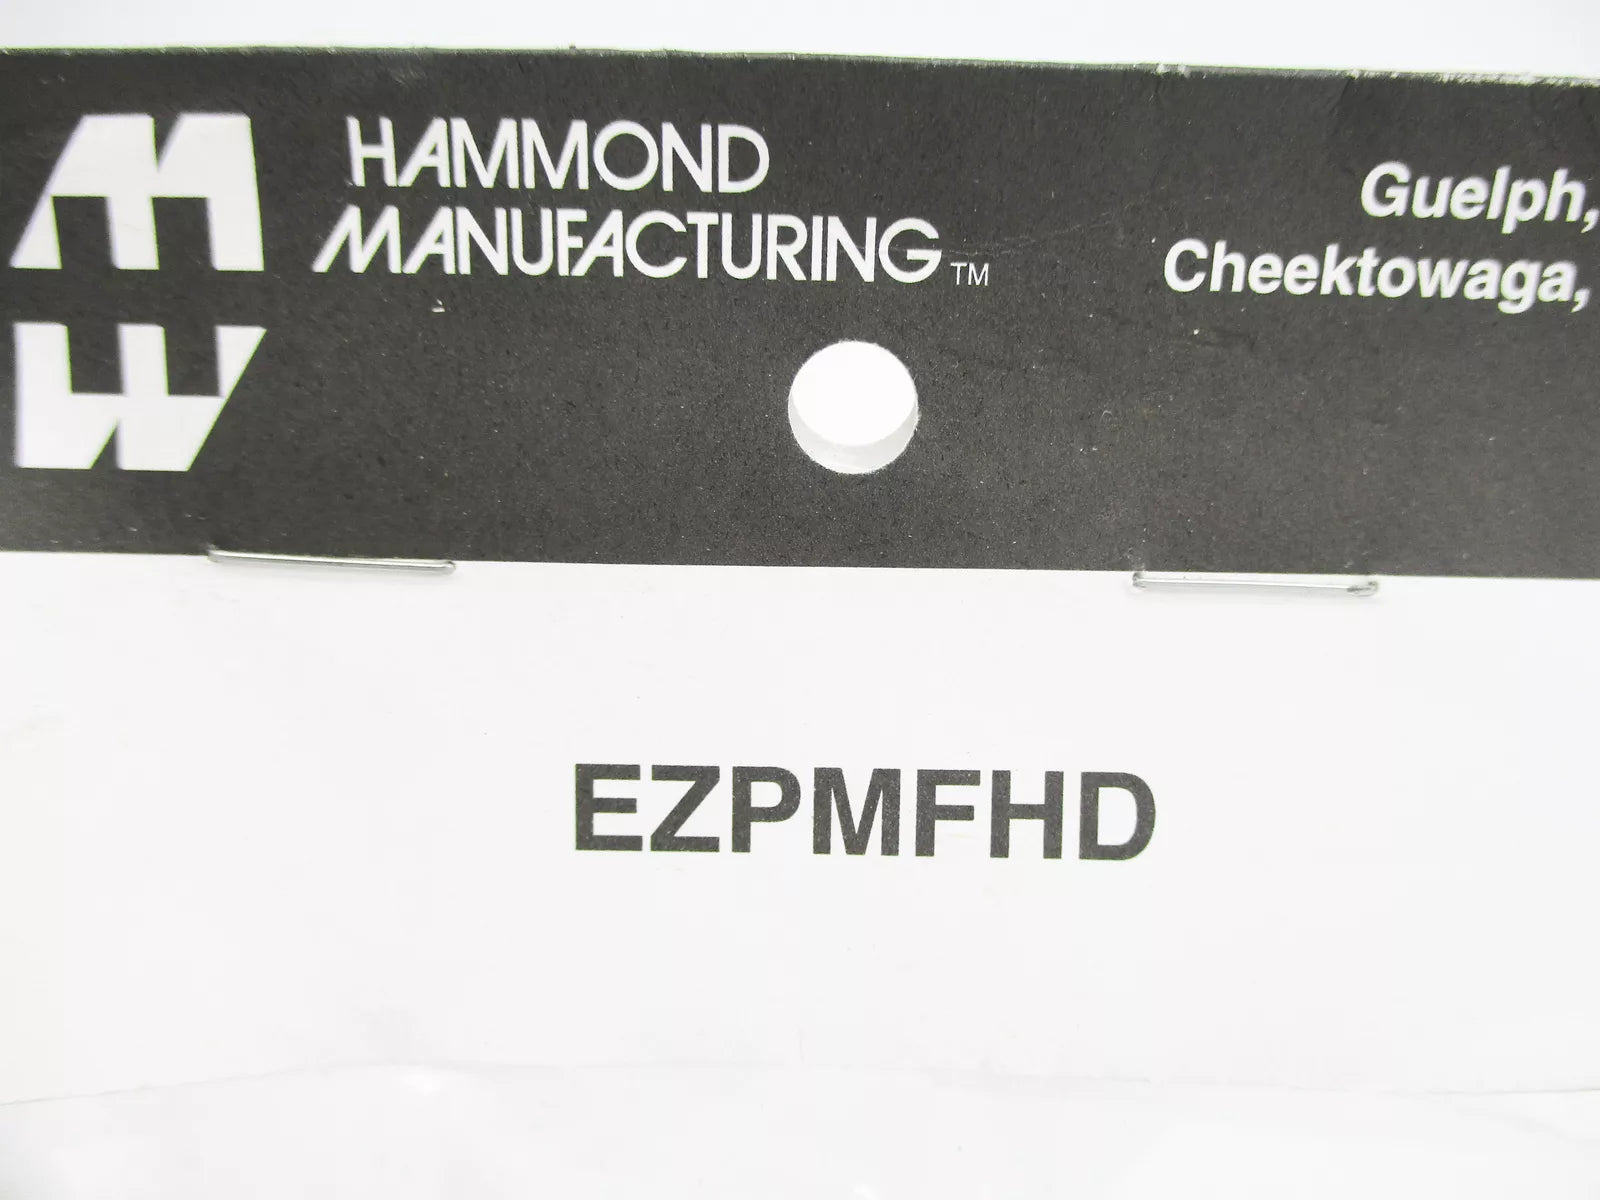 HAMMOND
MANUFACTURING™
Guelph,
Cheektowaga,
EZPMFHD